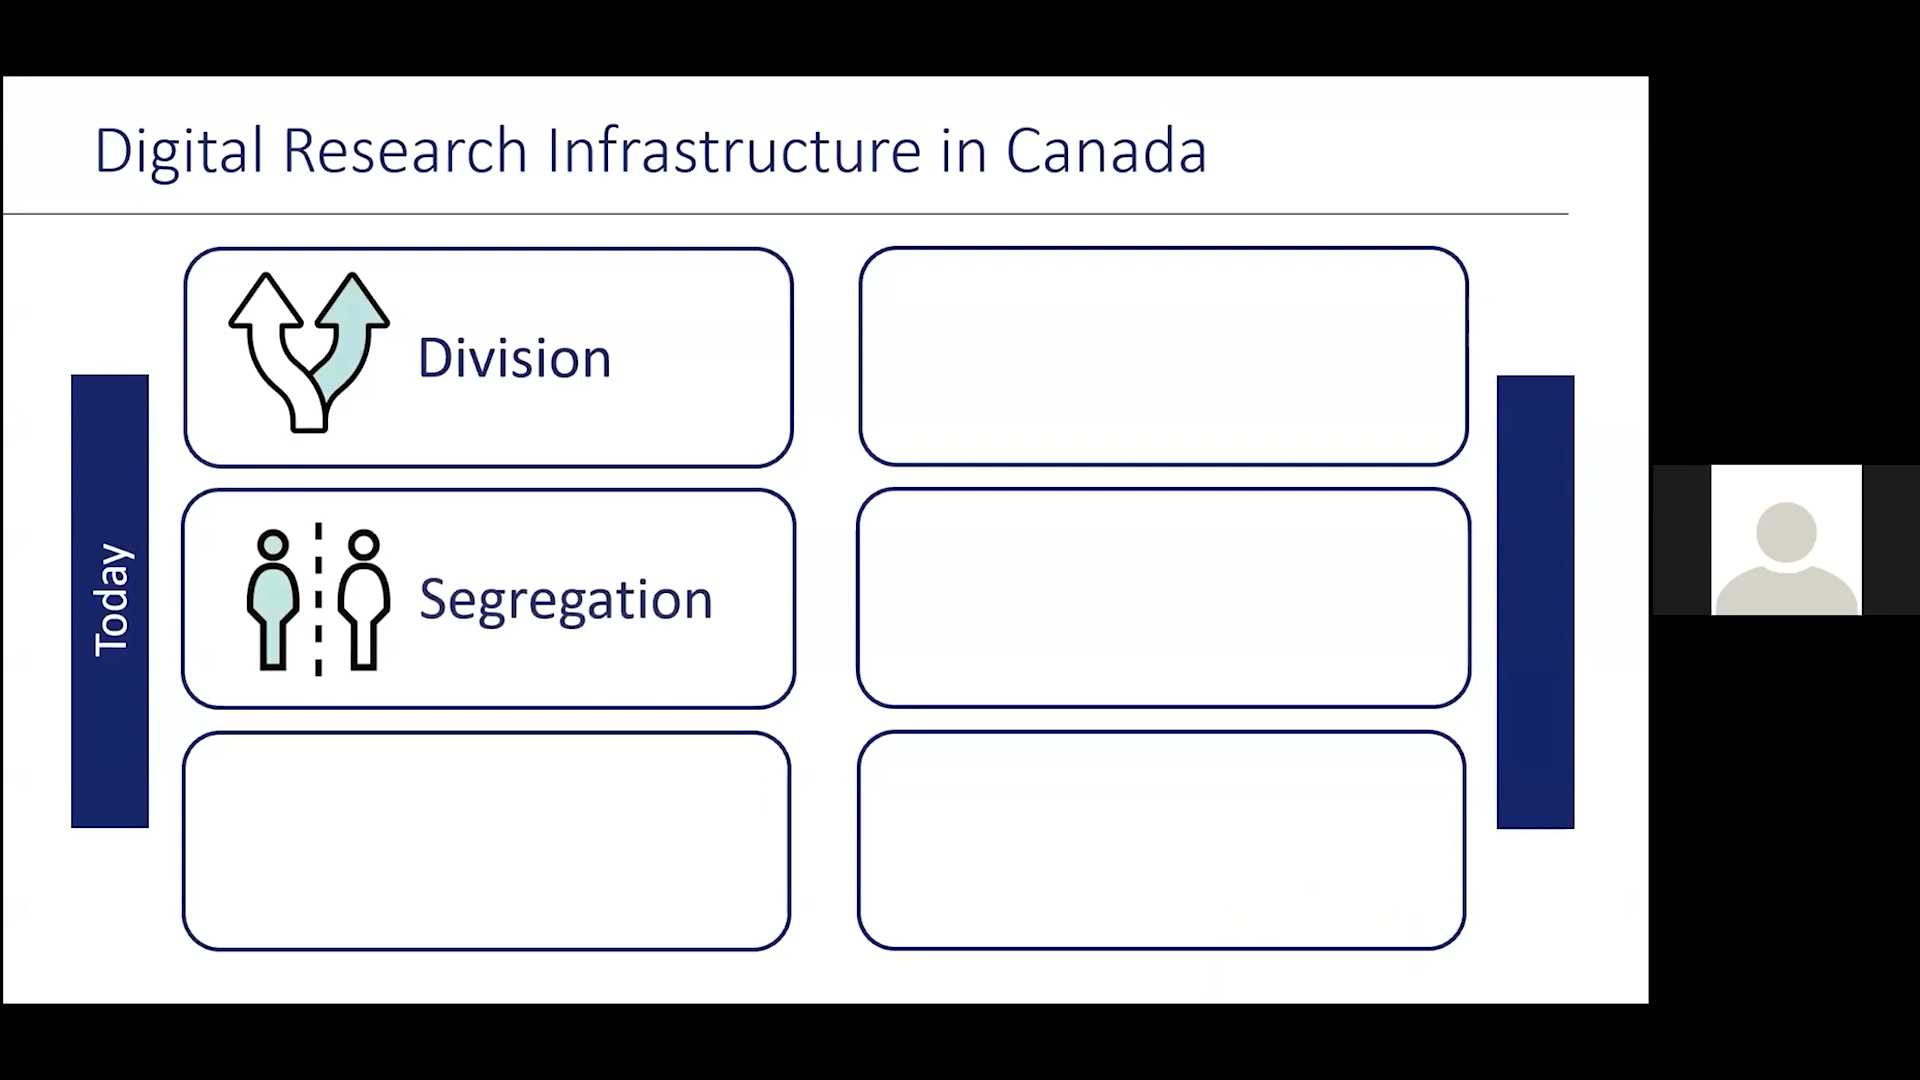 Digital Research Infrastructure in Canada
Today
Division
Segregation